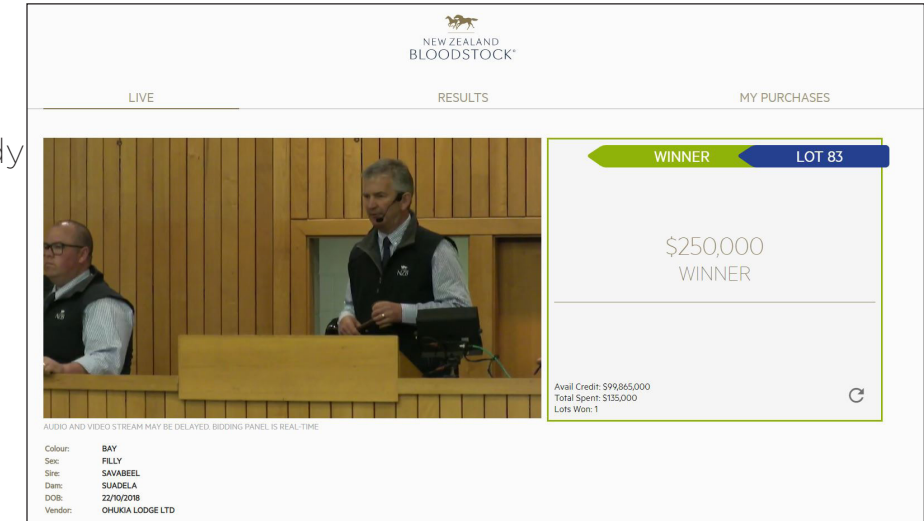 NEW ZEALAND
BLOODSTOCK®
LIVE
RESULTS
MY PURCHASES
dy
WINNER
LOT 83
$250,000
WINNER
Avail Credit: $99,865,000
Total Spent: $135,000
Lots Won: 1
NZB
AUDIO AND VIDEO STREAM MAY BE DELAYED. BIDDING PANEL IS REAL-TIME
Colour: BAY
Sex: FILLY
Sire: SAVABEEL
Dam: SUADELA
DOB: 22/10/2018
Vendor: OHUKIA LODGE LTD